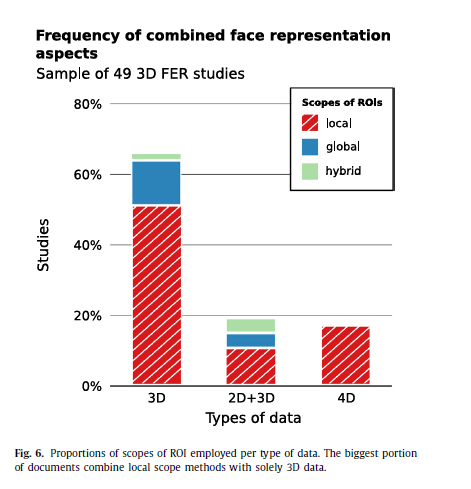 Frequency of combined face representation
aspects
Sample of 49 3D FER studies
Scopes of ROIs
local
global
hybrid
80%
60%
40%
20%
0%
Studies
3D
2D+3D
4D
Types of data
Fig. 6. Proportions of scopes of ROI employed per type of data. The biggest portion
of documents combine local scope methods with solely 3D data.